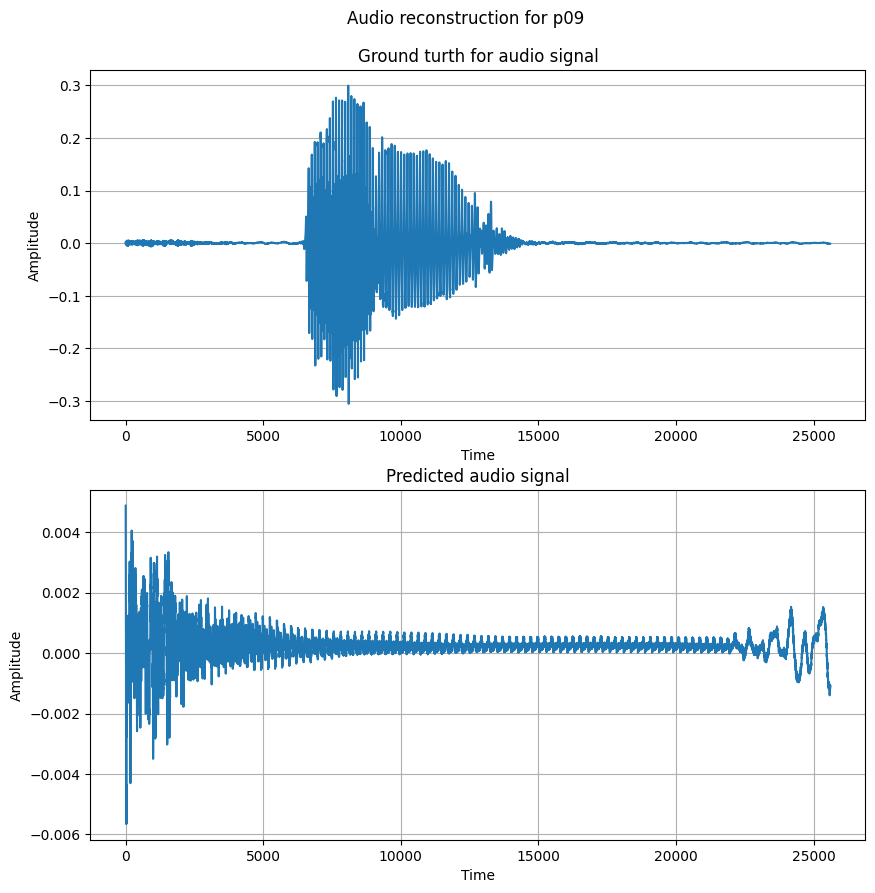 Audio reconstruction for p09
Ground turth for audio signal
0.3
0.2
0.1
0.0
−0.1
−0.2
−0.3
Amplitude
0 5000 10000 15000 20000 25000
Time
Predicted audio signal
0.004
0.002
0.000
−0.002
−0.004
−0.006
Amplitude
0 5000 10000 15000 20000 25000
Time